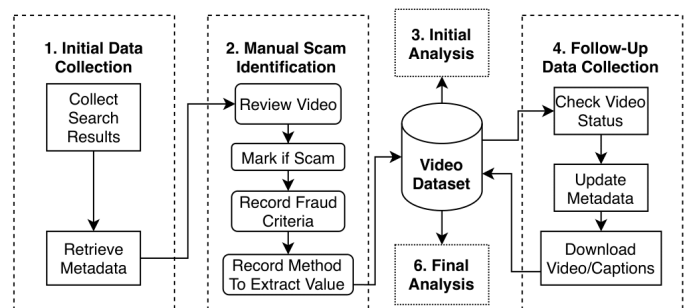 1. Initial Data
Collection
Collect
Search
Results
Retrieve
Metadata
2. Manual Scam
Identification
Review Video
Mark if Scam
Record Fraud
Criteria
Record Method
To Extract Value
3. Initial
Analysis
Video
Dataset
6. Final
Analysis
4. Follow-Up
Data Collection
Check Video
Status
Update
Metadata
Download
Video/Captions